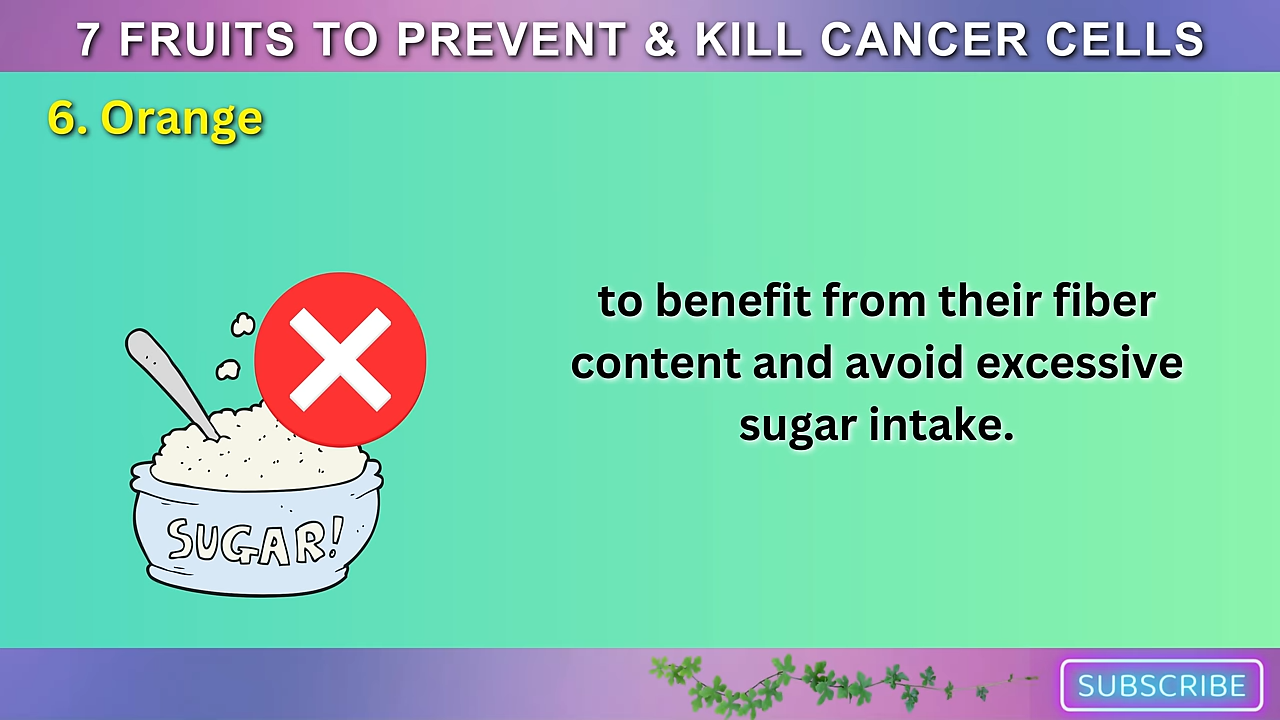 7 FRUITS TO PREVENT & KILL CANCER CELLS
6. Orange
to benefit from their fiber
content and avoid excessive
sugar intake.
SUGAR!
SUBSCRIBE